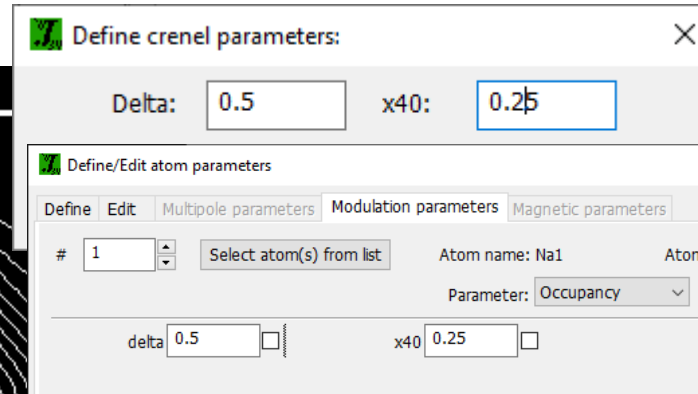 Define crenel parameters:
Delta: 0.5 x40: 0.25
Define/Edit atom parameters
Define Edit Multipole parameters Modulation parameters Magnetic parameters
# 1 Select atom(s) from list Atom name: Na1 Aton
Parameter: Occupancy
delta 0.5 x40 0.25